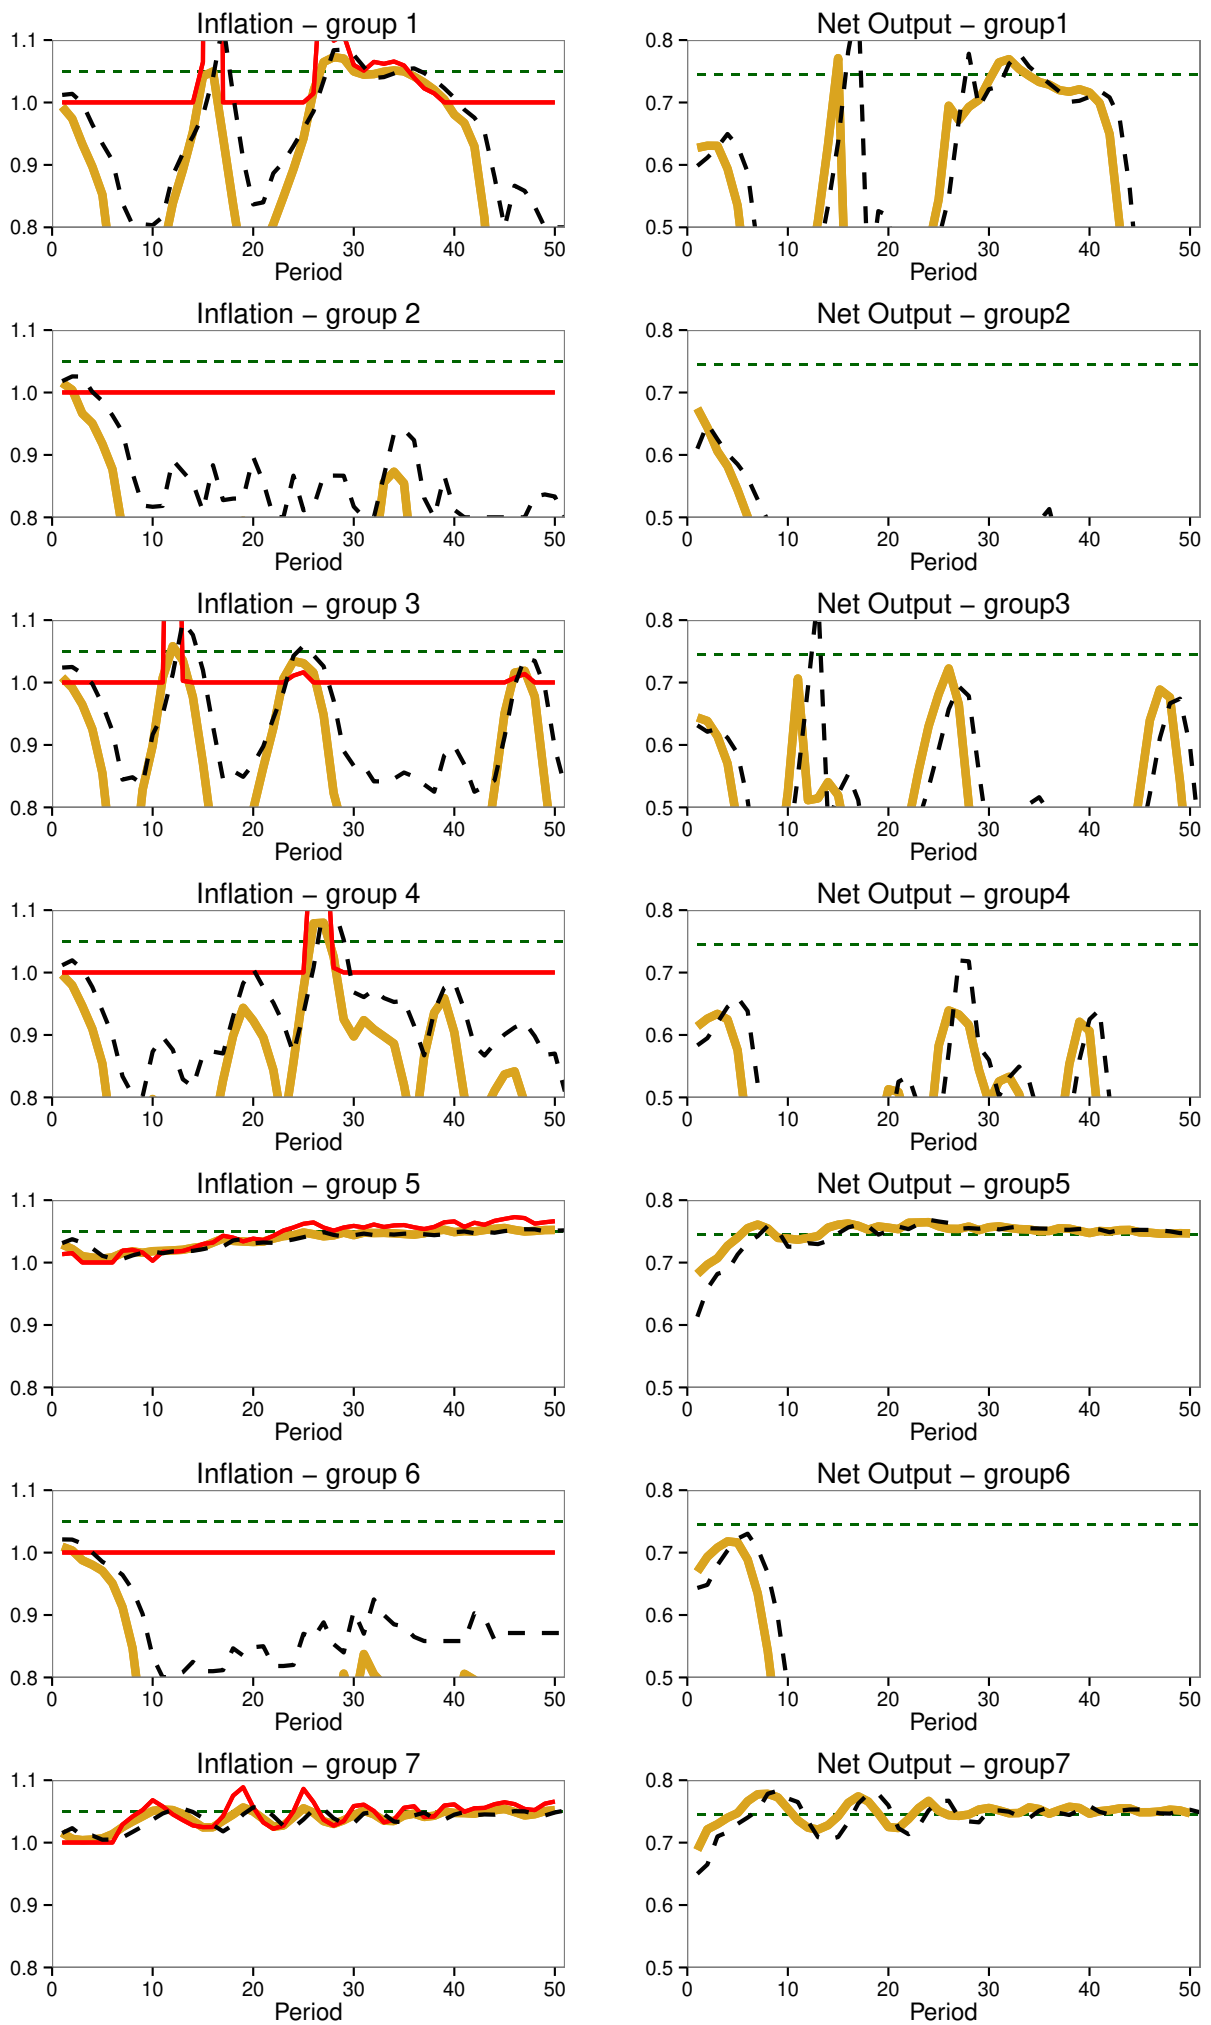 Inflation − group 1
1.1
1.0
0.9
0.8
0 10 20 30 40 50
Period
Net Output − group1
0.8
0.7
0.6
0.5
0 10 20 30 40 50
Period
Inflation − group 2
1.1
1.0
0.9
0.8
0 10 20 30 40 50
Period
Net Output − group2
0.8
0.7
0.6
0.5
0 10 20 30 40 50
Period
Inflation − group 3
1.1
1.0
0.9
0.8
0 10 20 30 40 50
Period
Net Output − group3
0.8
0.7
0.6
0.5
0 10 20 30 40 50
Period
Inflation − group 4
1.1
1.0
0.9
0.8
0 10 20 30 40 50
Period
Net Output − group4
0.8
0.7
0.6
0.5
0 10 20 30 40 50
Period
Inflation − group 5
1.1
1.0
0.9
0.8
0 10 20 30 40 50
Period
Net Output − group5
0.8
0.7
0.6
0.5
0 10 20 30 40 50
Period
Inflation − group 6
1.1
1.0
0.9
0.8
0 10 20 30 40 50
Period
Net Output − group6
0.8
0.7
0.6
0.5
0 10 20 30 40 50
Period
Inflation − group 7
1.1
1.0
0.9
0.8
0 10 20 30 40 50
Period
Net Output − group7
0.8
0.7
0.6
0.5
0 10 20 30 40 50
Period